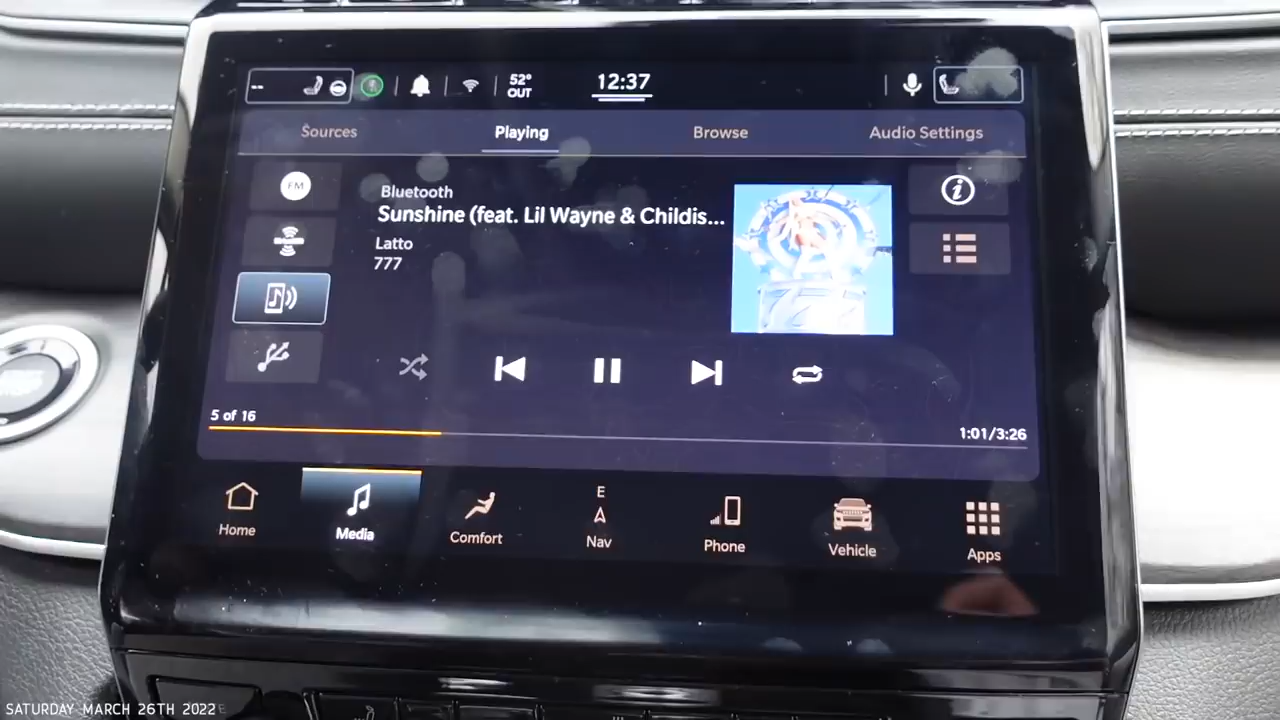 --
52°
OUT
12:37
Sources
Playing
Browse
Audio Settings
FM
Bluetooth
Sunshine (feat. Lil Wayne & Childis...
Latto
777
5 of 16
1:01/3:26
Home
Media
Comfort
E
Nav
Phone
Vehicle
Apps
SATURDAY MARCH 26TH 2022